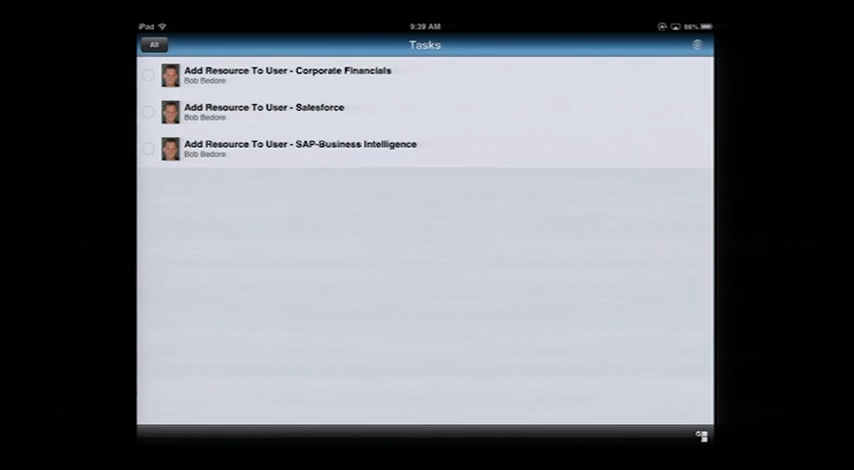 iPad 9:39 AM 98%
All Tasks
Add Resource To User - Corporate Financials
Bob Bedore
Add Resource To User - Salesforce
Bob Bedore
Add Resource To User - SAP-Business Intelligence
Bob Bedore